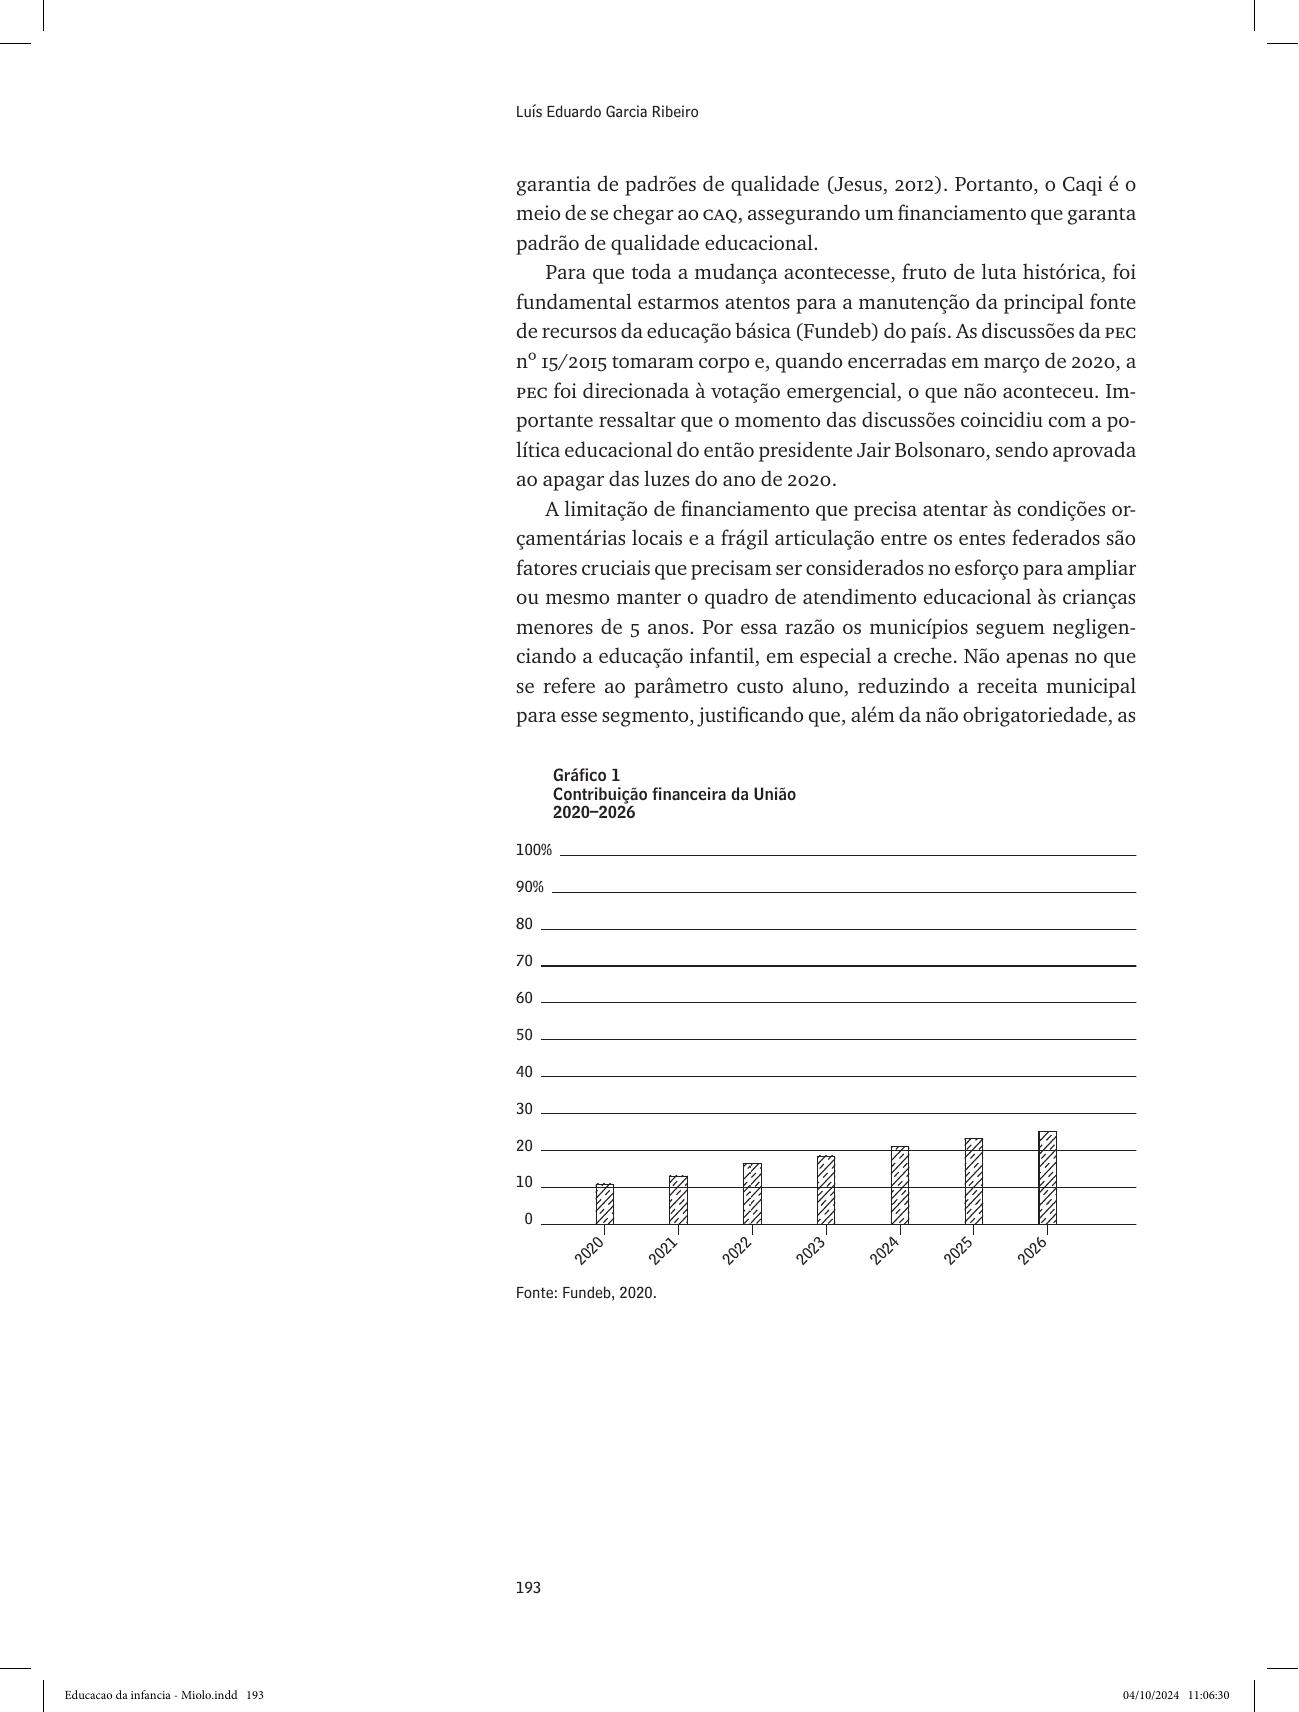 Luís Eduardo Garcia Ribeiro
garantia de padrões de qualidade (Jesus, 2012). Portanto, o Caqi é o
meio de se chegar ao CAQ, assegurando um financiamento que garanta
padrão de qualidade educacional.
Para que toda a mudança acontecesse, fruto de luta histórica, foi
fundamental estarmos atentos para a manutenção da principal fonte
de recursos da educação básica (Fundeb) do país. As discussões da PEC
nº 15/2015 tomaram corpo e, quando encerradas em março de 2020, a
PEC foi direcionada à votação emergencial, o que não aconteceu. Im-
portante ressaltar que o momento das discussões coincidiu com a po-
lítica educacional do então presidente Jair Bolsonaro, sendo aprovada
ao apagar das luzes do ano de 2020.
A limitação de financiamento que precisa atentar às condições or-
çamentárias locais e a frágil articulação entre os entes federados são
fatores cruciais que precisam ser considerados no esforço para ampliar
ou mesmo manter o quadro de atendimento educacional às crianças
menores de 5 anos. Por essa razão os municípios seguem negligen-
ciando a educação infantil, em especial a creche. Não apenas no que
se refere ao parâmetro custo aluno, reduzindo a receita municipal
para esse segmento, justificando que, além da não obrigatoriedade, as
Gráfico 1
Contribuição financeira da União
2020–2026
100%
90%
80
70
60
50
40
30
20
10
0
2020 2021 2022 2023 2024 2025 2026
Fonte: Fundeb, 2020.
193
Educacao da infancia - Miolo.indd 193 04/10/2024 11:06:30